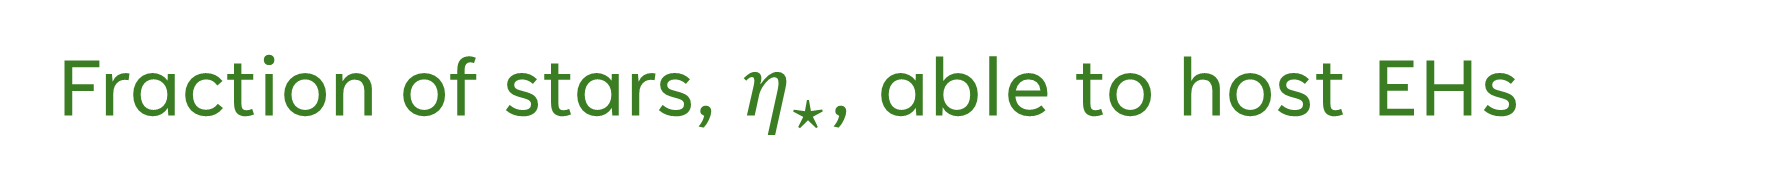 Fraction of stars, η⋆, able to host EHs